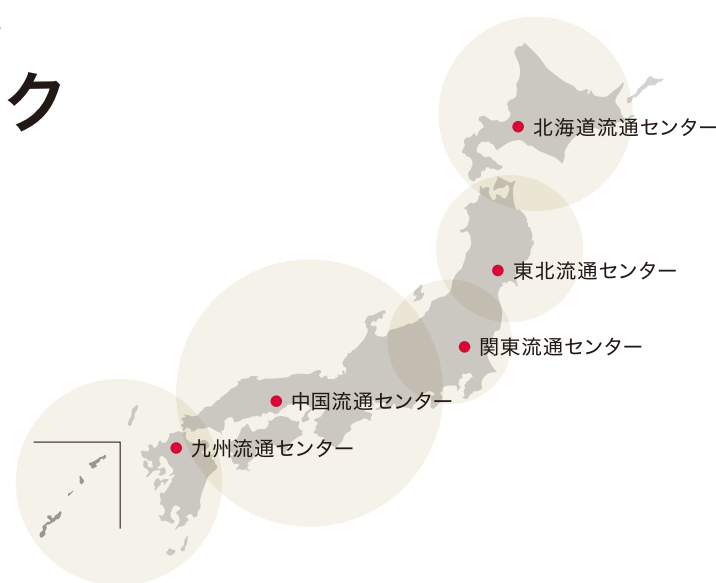 ク
北海道流通センター
東北流通センター
関東流通センター
中国流通センター
九州流通センター